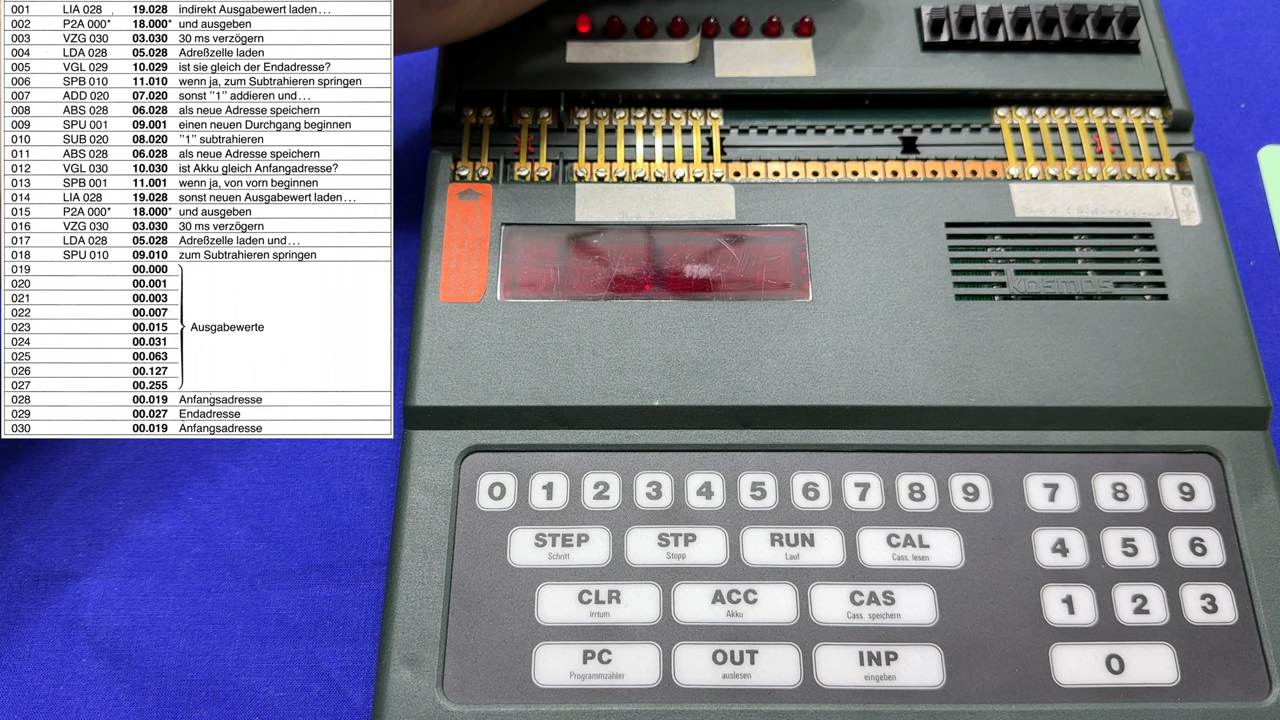 001 LIA 028 19.028 indirekt Ausgabewert laden...
002 P2A 000* 18.000* und ausgeben
003 VZG 030 03.030 30 ms verzögern
004 LDA 028 05.028 Adreßzelle laden
005 VGL 029 10.029 ist sie gleich der Endadresse?
006 SPB 010 11.010 wenn ja, zum Subtrahieren springen
007 ADD 020 07.020 sonst "1" addieren und...
008 ABS 028 06.028 als neue Adresse speichern
009 SPU 001 09.001 einen neuen Durchgang beginnen
010 SUB 020 08.020 "1" subtrahieren
011 ABS 028 06.028 als neue Adresse speichern
012 VGL 030 10.030 ist Akku gleich Anfangadresse?
013 SPB 001 11.001 wenn ja, von vorn beginnen
014 LIA 028 19.028 sonst neuen Ausgabewert laden...
015 P2A 000* 18.000* und ausgeben
016 VZG 030 03.030 30 ms verzögern
017 LDA 028 05.028 Adreßzelle laden und...
018 SPU 010 09.010 zum Subtrahieren springen
019 00.000
020 00.001
021 00.003
022 00.007
023 00.015 Ausgabewerte
024 00.031
025 00.063
026 00.127
027 00.255
028 00.019 Anfangsadresse
029 00.027 Endadresse
030 00.019 Anfangsadresse
KOSMOS
0 1 2 3 4 5 6 7 8 9 7 8 9
STEP STP RUN CAL 4 5 6
Schritt Stopp Lauf Cass. lesen
CLR ACC CAS 1 2 3
Irrtum Akku Cass. speichern
PC OUT INP 0
Programmzähler auslesen eingeben